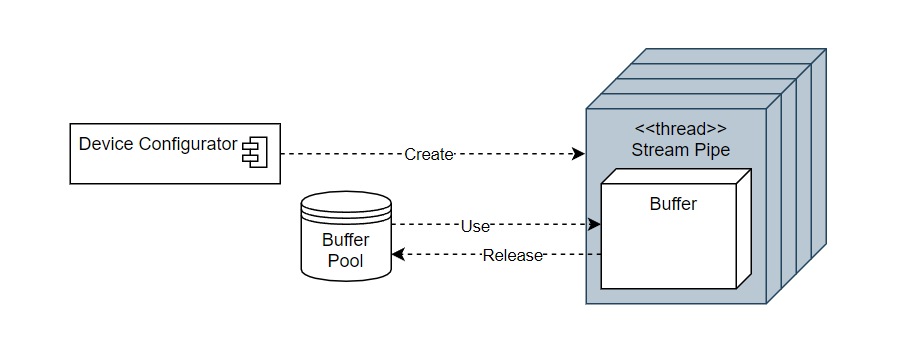 Device Configurator
Create
<<thread>>
Stream Pipe
Buffer
Buffer
Pool
Use
Release